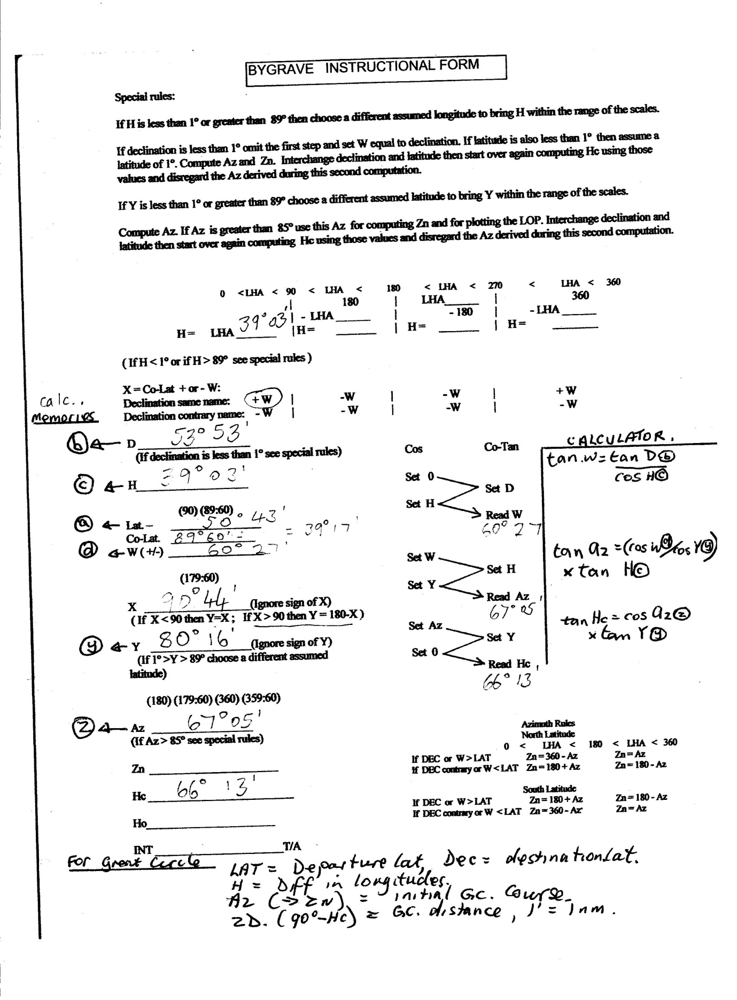 BYGRAVE INSTRUCTIONAL FORM
Special rules:
If H is less than 1° or greater than 89° then choose a different assumed longitude to bring H within the range of the scales.
If declination is less than 1° omit the first step and set W equal to declination. If latitude is also less than 1° then assume a
latitude of 1°. Compute Az and Zn. Interchange declination and latitude then start over again computing Hc using those
values and disregard the Az derived during this second computation.
If Y is less than 1° or greater than 89° choose a different assumed latitude to bring Y within the range of the scales.
Compute Az. If Az is greater than 85° use this Az for computing Zn and for plotting the LOP. Interchange declination and
latitude then start over again computing Hc using those values and disregard the Az derived during this second computation.
0 < LHA < 90 < LHA < 180 < LHA < 270 < LHA < 360
| 180 | LHA ____ | 360
| - LHA ____ | - 180 | - LHA ____
H = LHA 39° 03' | H = ____ | H = ____ | H = ____
( If H < 1° or if H > 89° see special rules )
X = Co-Lat + or - W:
Declination same name: +W | -W | - W | + W
Declination contrary name: - W | - W | -W | - W
calc..
Memories
(b) ← D 53° 53'
(If declination is less than 1° see special rules)
(c) ← H 39° 03'
(90) (89:60)
(a) ← Lat. – 50° 43'
Co-Lat. 89° 60' = = 39° 17'
(d) ← W ( +/-) 60° 27'
(179:60)
X 90° 44' (Ignore sign of X)
( If X < 90 then Y=X ; If X > 90 then Y = 180-X )
(y) ← Y 80° 16' (Ignore sign of Y)
(If 1° >Y > 89° choose a different assumed
latitude)
(180) (179:60) (360) (359:60)
(z) ← Az 67° 05'
(If Az > 85° see special rules)
Zn
Hc 66° 13'
Ho
INT T/A
Cos Co-Tan
Set 0
Set D
Set H
Read W
60° 27
Set W
Set H
Set Y
Read Az
67° 05'
Set Az
Set Y
Set 0
Read Hc
66° 13'
CALCULATOR.
tan.W = tan D (b)
cos H (c)
tan az = (cos W (d) / cos Y (y))
x tan H (c)
tan Hc = cos az (z)
x tan Y (y)
Azimuth Rules
North Latitude
0 < LHA < 180 < LHA < 360
If DEC or W > LAT Zn = 360 - Az Zn = Az
If DEC contrary or W < LAT Zn = 180 + Az Zn = 180 - Az
South Latitude
If DEC or W > LAT Zn = 180 + Az Zn = 180 - Az
If DEC contrary or W < LAT Zn = 360 - Az Zn = Az
For Great Circle LAT = Departure lat, Dec = destination lat.
H = Diff in longitudes.
AZ (⇒ ZN) = initial G.C. Course.
ZD. (90° - Hc) = G.C. distance, 1' = 1nm.